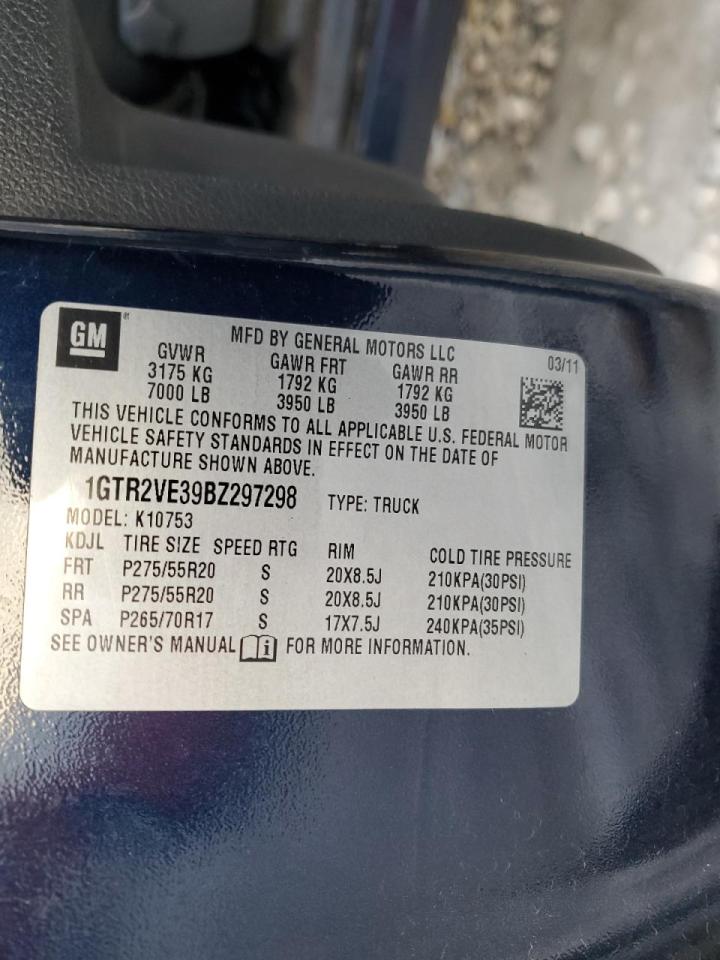 GM
MFD BY GENERAL MOTORS LLC 03/11
GVWR GAWR FRT GAWR RR
3175 KG 1792 KG 1792 KG
7000 LB 3950 LB 3950 LB
THIS VEHICLE CONFORMS TO ALL APPLICABLE U.S. FEDERAL MOTOR
VEHICLE SAFETY STANDARDS IN EFFECT ON THE DATE OF
MANUFACTURE SHOWN ABOVE.
1GTR2VE39BZ297298 TYPE: TRUCK
MODEL: K10753
KDJL TIRE SIZE SPEED RTG RIM COLD TIRE PRESSURE
FRT P275/55R20 S 20X8.5J 210KPA(30PSI)
RR P275/55R20 S 20X8.5J 210KPA(30PSI)
SPA P265/70R17 S 17X7.5J 240KPA(35PSI)
SEE OWNER'S MANUAL FOR MORE INFORMATION.